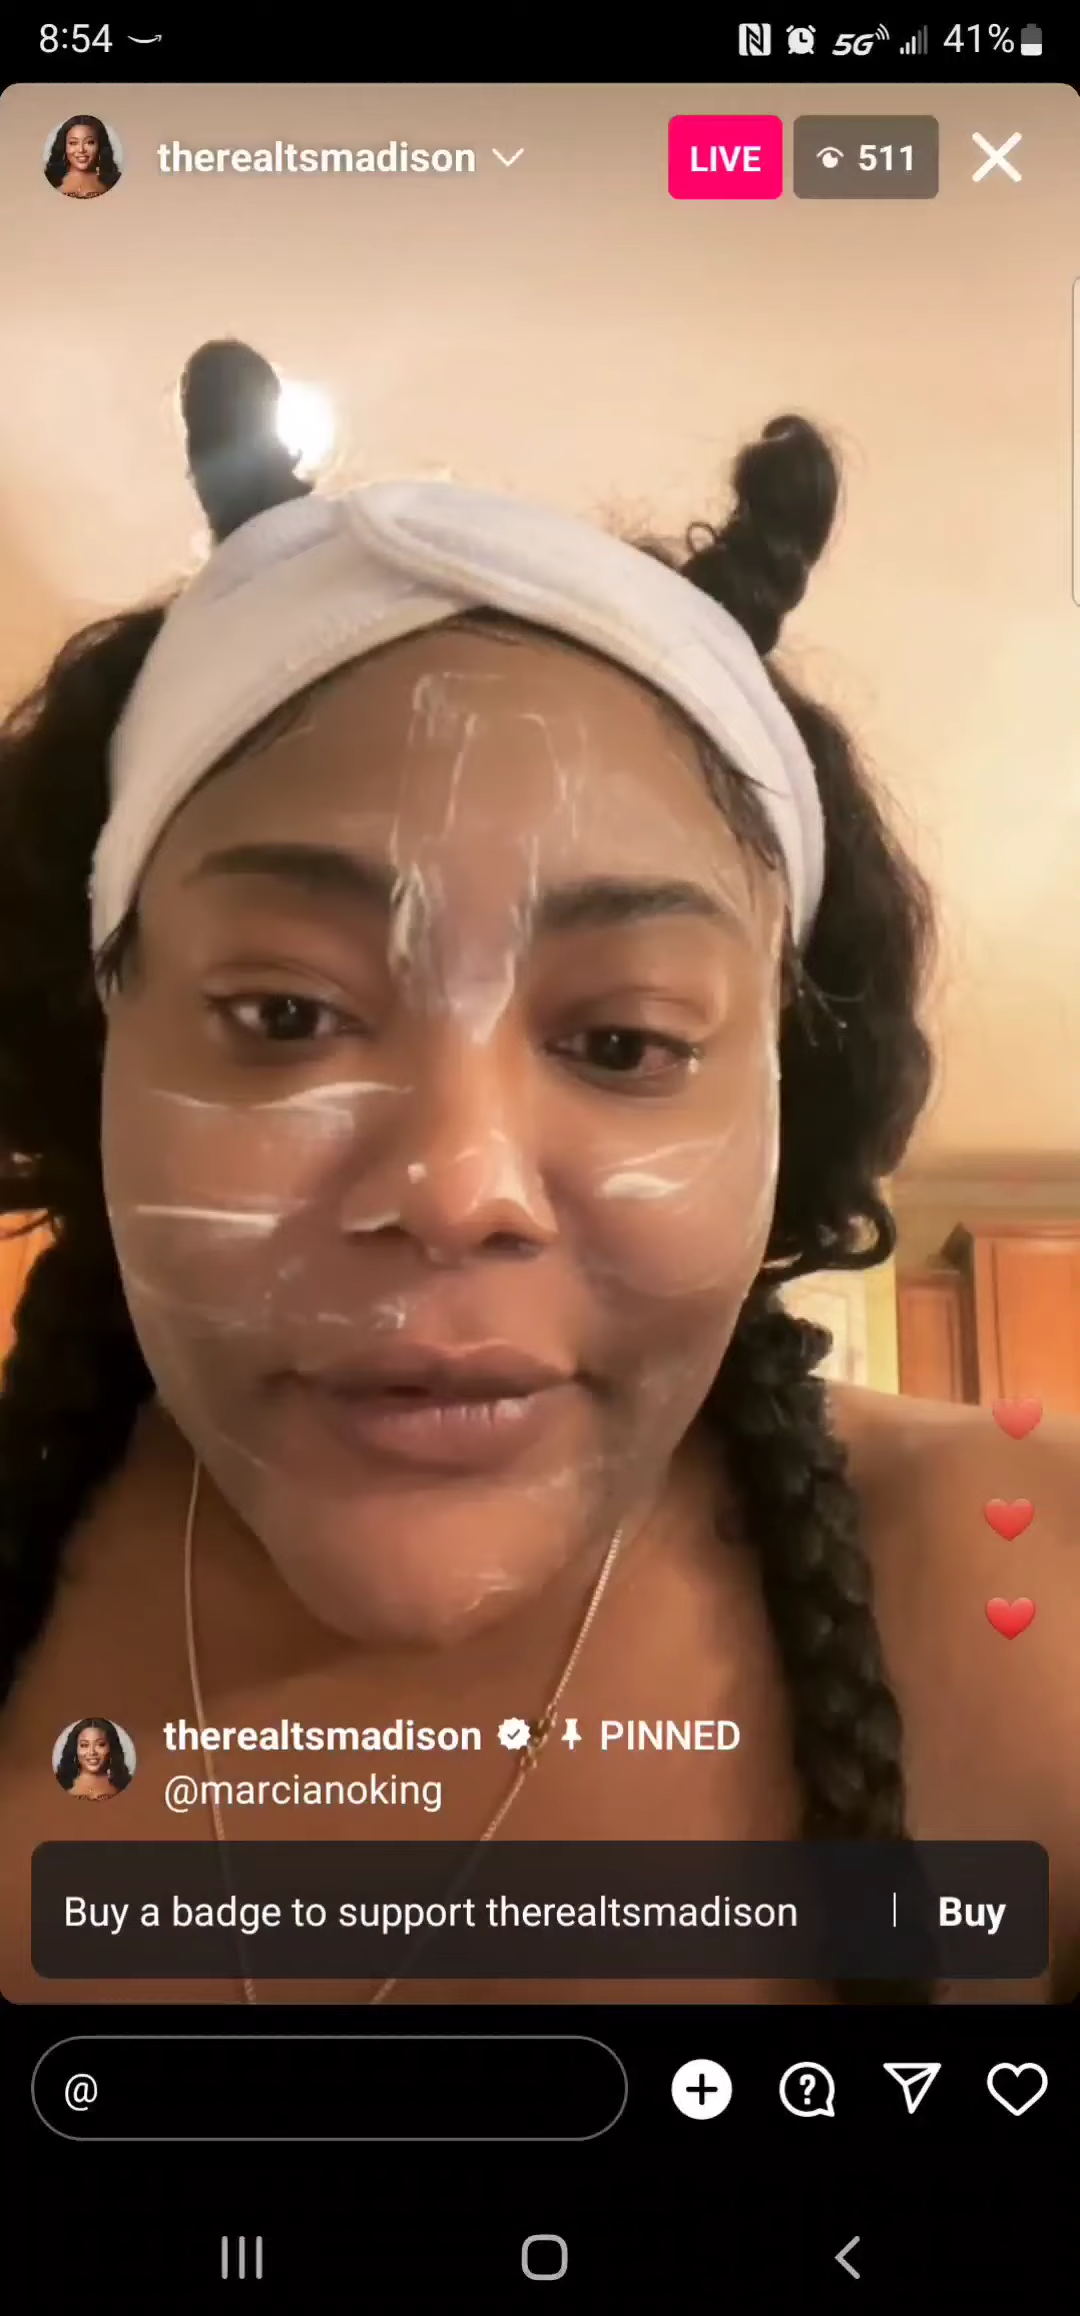 8:54 5G 41%
therealtsmadison LIVE 511
therealtsmadison PINNED
@marcianoking
Buy a badge to support therealtsmadison | Buy
@